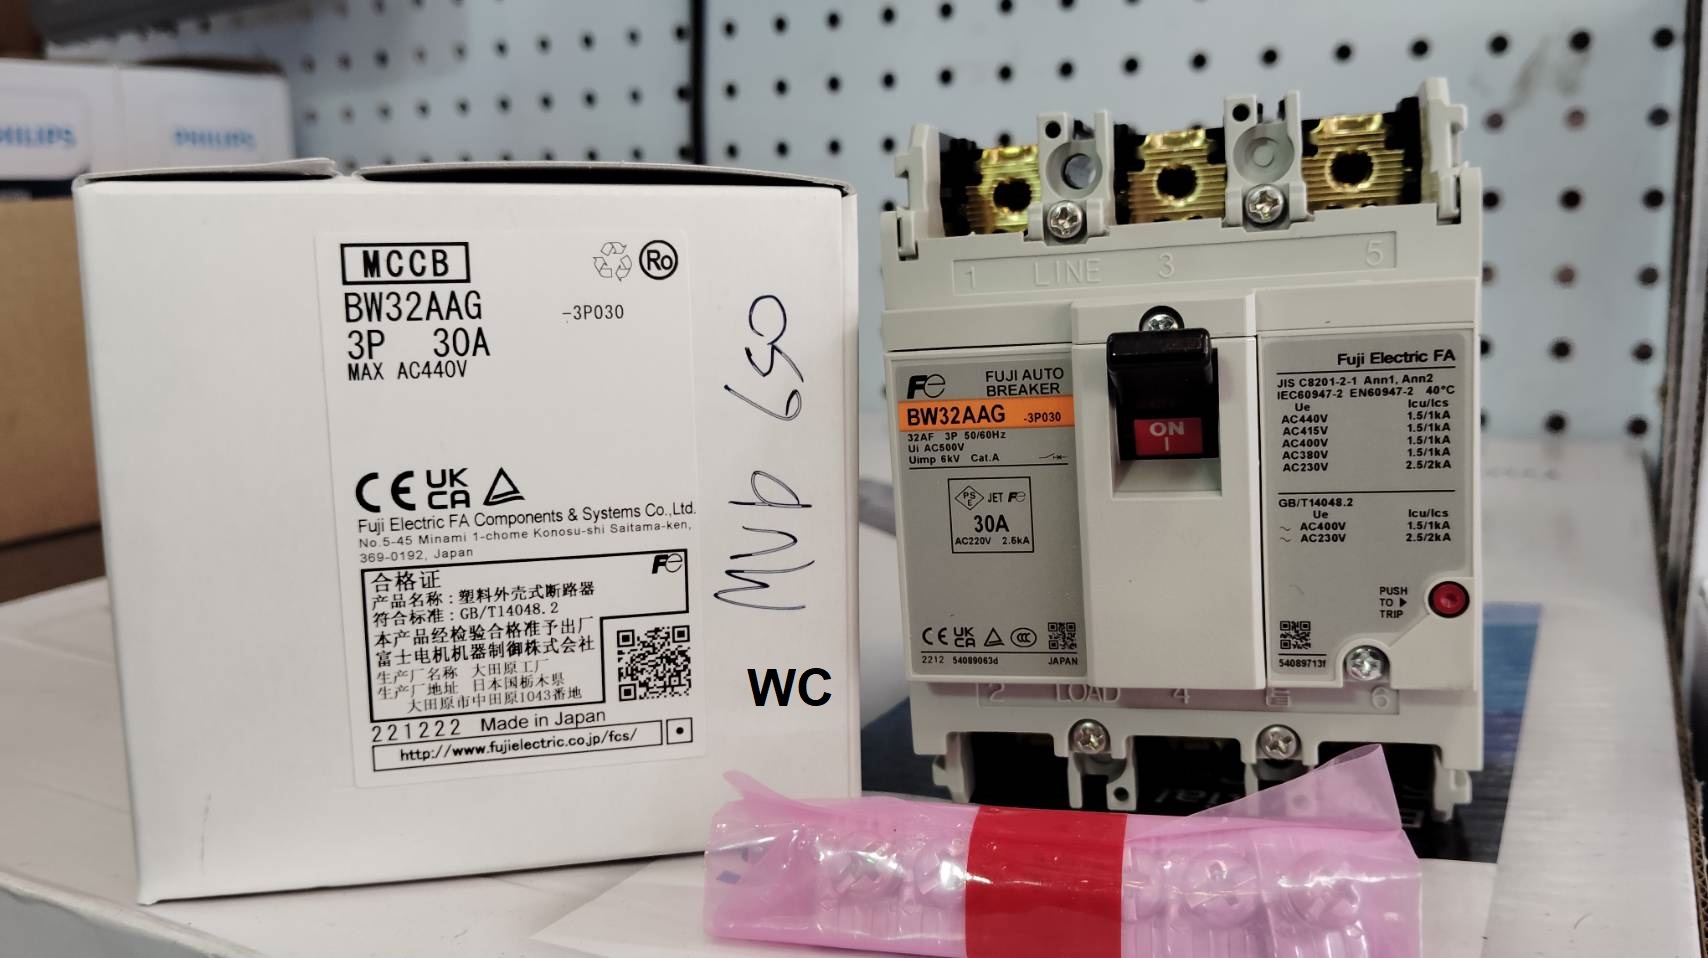 PHILIPS
PHILIPS
MCCB
Ro
BW32AAG -3P030
3P 30A
MAX AC440V
CE UK CA
Fuji Electric FA Components & Systems Co.,Ltd.
No.5-45 Minami 1-chome Konosu-shi Saitama-ken,
369-0192, Japan
Fe
合格证
产品名称：塑料外壳式断路器
符合标准：GB/T14048.2
本产品经检验合格准予出厂
富士电机机器制御株式会社
生产厂名称 大田原工厂
生产厂地址 日本国栃木県
大田原市中田原1043番地
221222 Made in Japan
http://www.fujielectric.co.jp/fcs/
WC
1 LINE 3 5
Fe FUJI AUTO
BREAKER
BW32AAG -3P030
32AF 3P 50/60Hz
Ui AC500V
Uimp 6kV Cat.A
PS E JET Fe
30A
AC220V 2.5kA
CE UK CA CCC
2212 54089063d JAPAN
ON
I
Fuji Electric FA
JIS C8201-2-1 Ann1, Ann2
IEC60947-2 EN60947-2 40°C
Ue Icu/Ics
AC440V 1.5/1kA
AC415V 1.5/1kA
AC400V 1.5/1kA
AC380V 1.5/1kA
AC230V 2.5/2kA
GB/T14048.2
Ue Icu/Ics
~ AC400V 1.5/1kA
~ AC230V 2.5/2kA
PUSH
TO ▶
TRIP
54089713f
2 LOAD 4 6